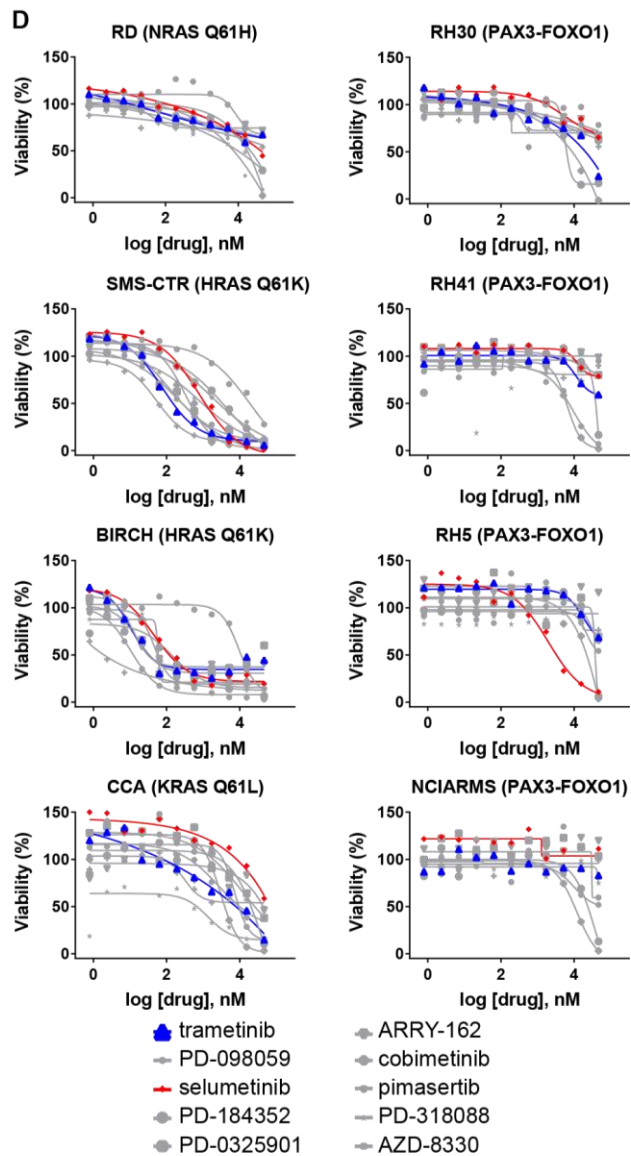 D
RD (NRAS Q61H)
RH30 (PAX3-FOXO1)
Viability (%)
150
100
50
0
0
2
4
log [drug], nM
Viability (%)
150
100
50
0
0
2
4
log [drug], nM
SMS-CTR (HRAS Q61K)
RH41 (PAX3-FOXO1)
Viability (%)
150
100
50
0
0
2
4
log [drug], nM
Viability (%)
150
100
50
0
0
2
4
log [drug], nM
BIRCH (HRAS Q61K)
RH5 (PAX3-FOXO1)
Viability (%)
150
100
50
0
0
2
4
log [drug], nM
Viability (%)
150
100
50
0
0
2
4
log [drug], nM
CCA (KRAS Q61L)
NCIARMS (PAX3-FOXO1)
Viability (%)
150
100
50
0
0
2
4
log [drug], nM
Viability (%)
150
100
50
0
0
2
4
log [drug], nM
trametinib
PD-098059
selumetinib
PD-184352
PD-0325901
ARRY-162
cobimetinib
pimasertib
PD-318088
AZD-8330